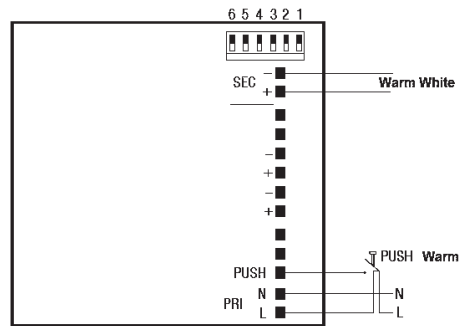 6 5 4 3 2 1
SEC
−
+
Warm White
−
+
−
+
PUSH
PUSH Warm
PRI
N
N
L
L